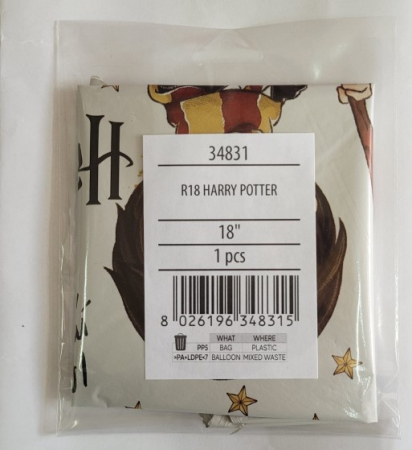 34831
R18 HARRY POTTER
18"
1 pcs
8 026196 348315
WHAT WHERE
PP5 BAG PLASTIC
+PA+LDPE+7 BALLOON MIXED WASTE
H